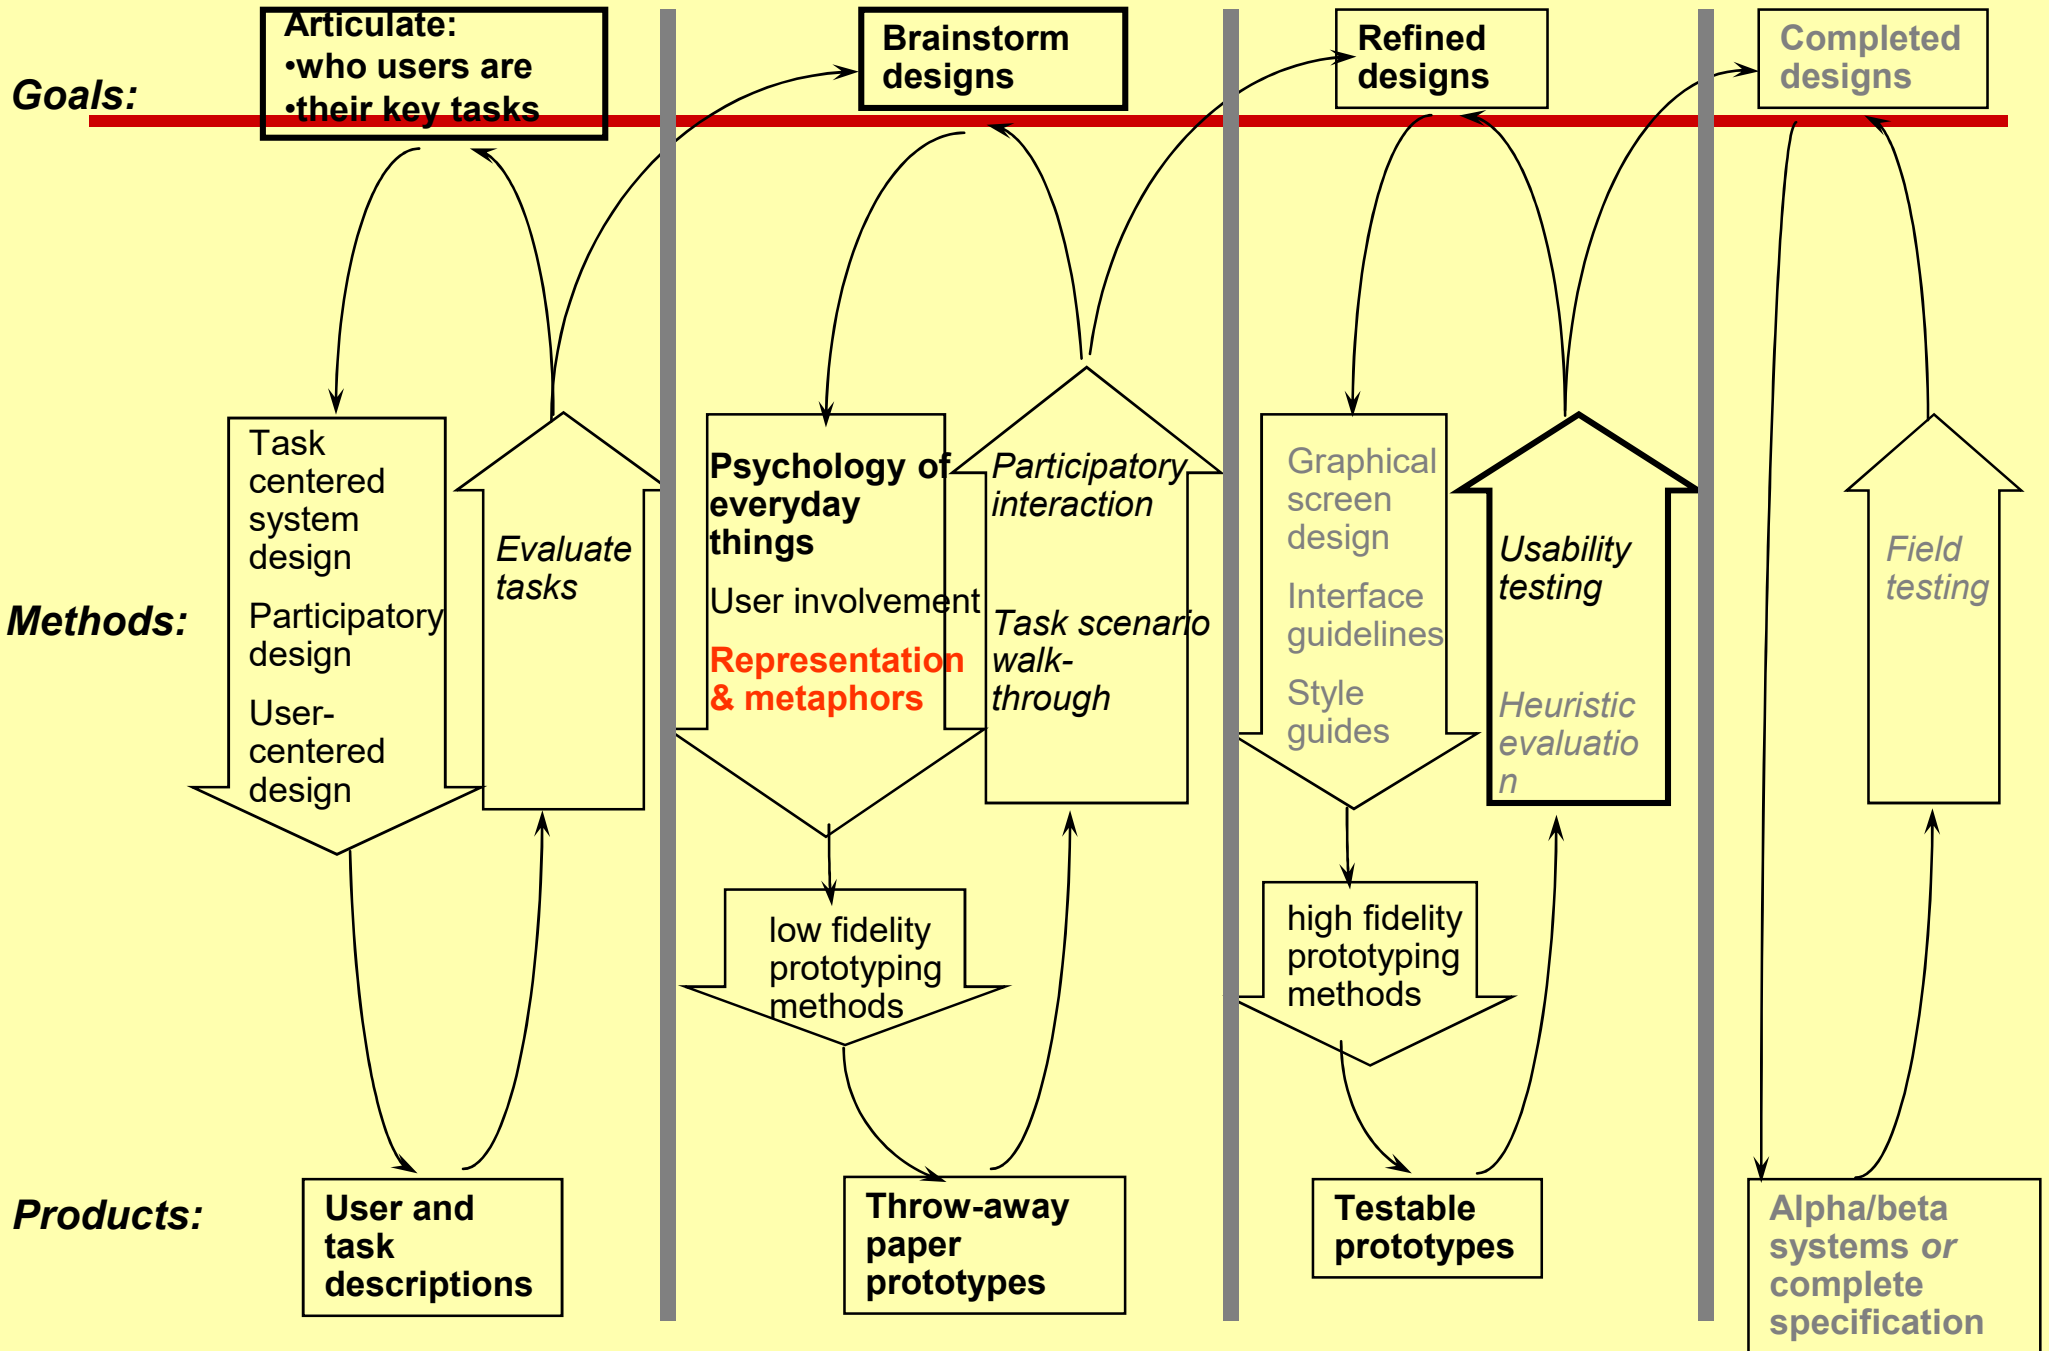 Goals:
Articulate:
•who users are
•their key tasks
Brainstorm
designs
Refined
designs
Completed
designs
Methods:
Task
centered
system
design
Participatory
design
User-
centered
design
Evaluate
tasks
Psychology of
everyday
things
User involvement
Representation
& metaphors
Participatory
interaction
Task scenario
walk-
through
Graphical
screen
design
Interface
guidelines
Style
guides
Usability
testing
Heuristic
evaluatio
n
Field
testing
low fidelity
prototyping
methods
high fidelity
prototyping
methods
Products:
User and
task
descriptions
Throw-away
paper
prototypes
Testable
prototypes
Alpha/beta
systems or
complete
specification